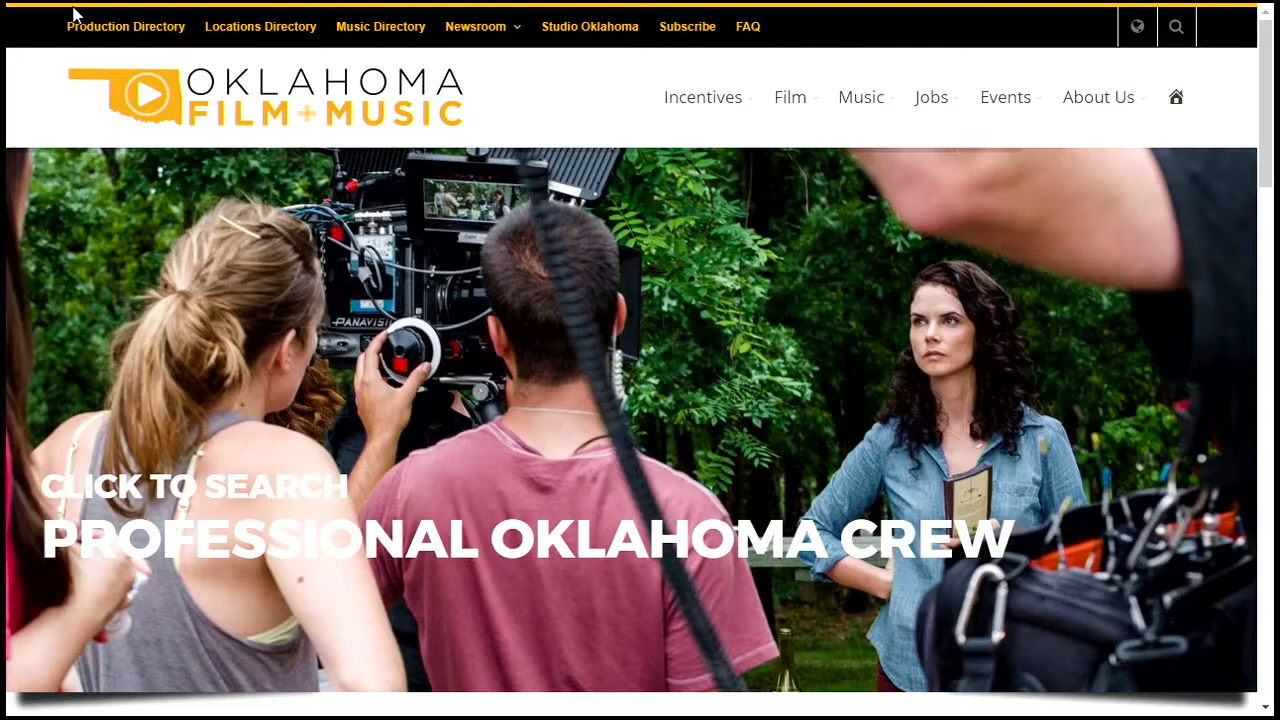 Production Directory Locations Directory Music Directory Newsroom Studio Oklahoma Subscribe FAQ
OKLAHOMA
FILM+MUSIC
Incentives Film Music Jobs Events About Us
PANAVISI
CLICK TO SEARCH
PROFESSIONAL OKLAHOMA CREW